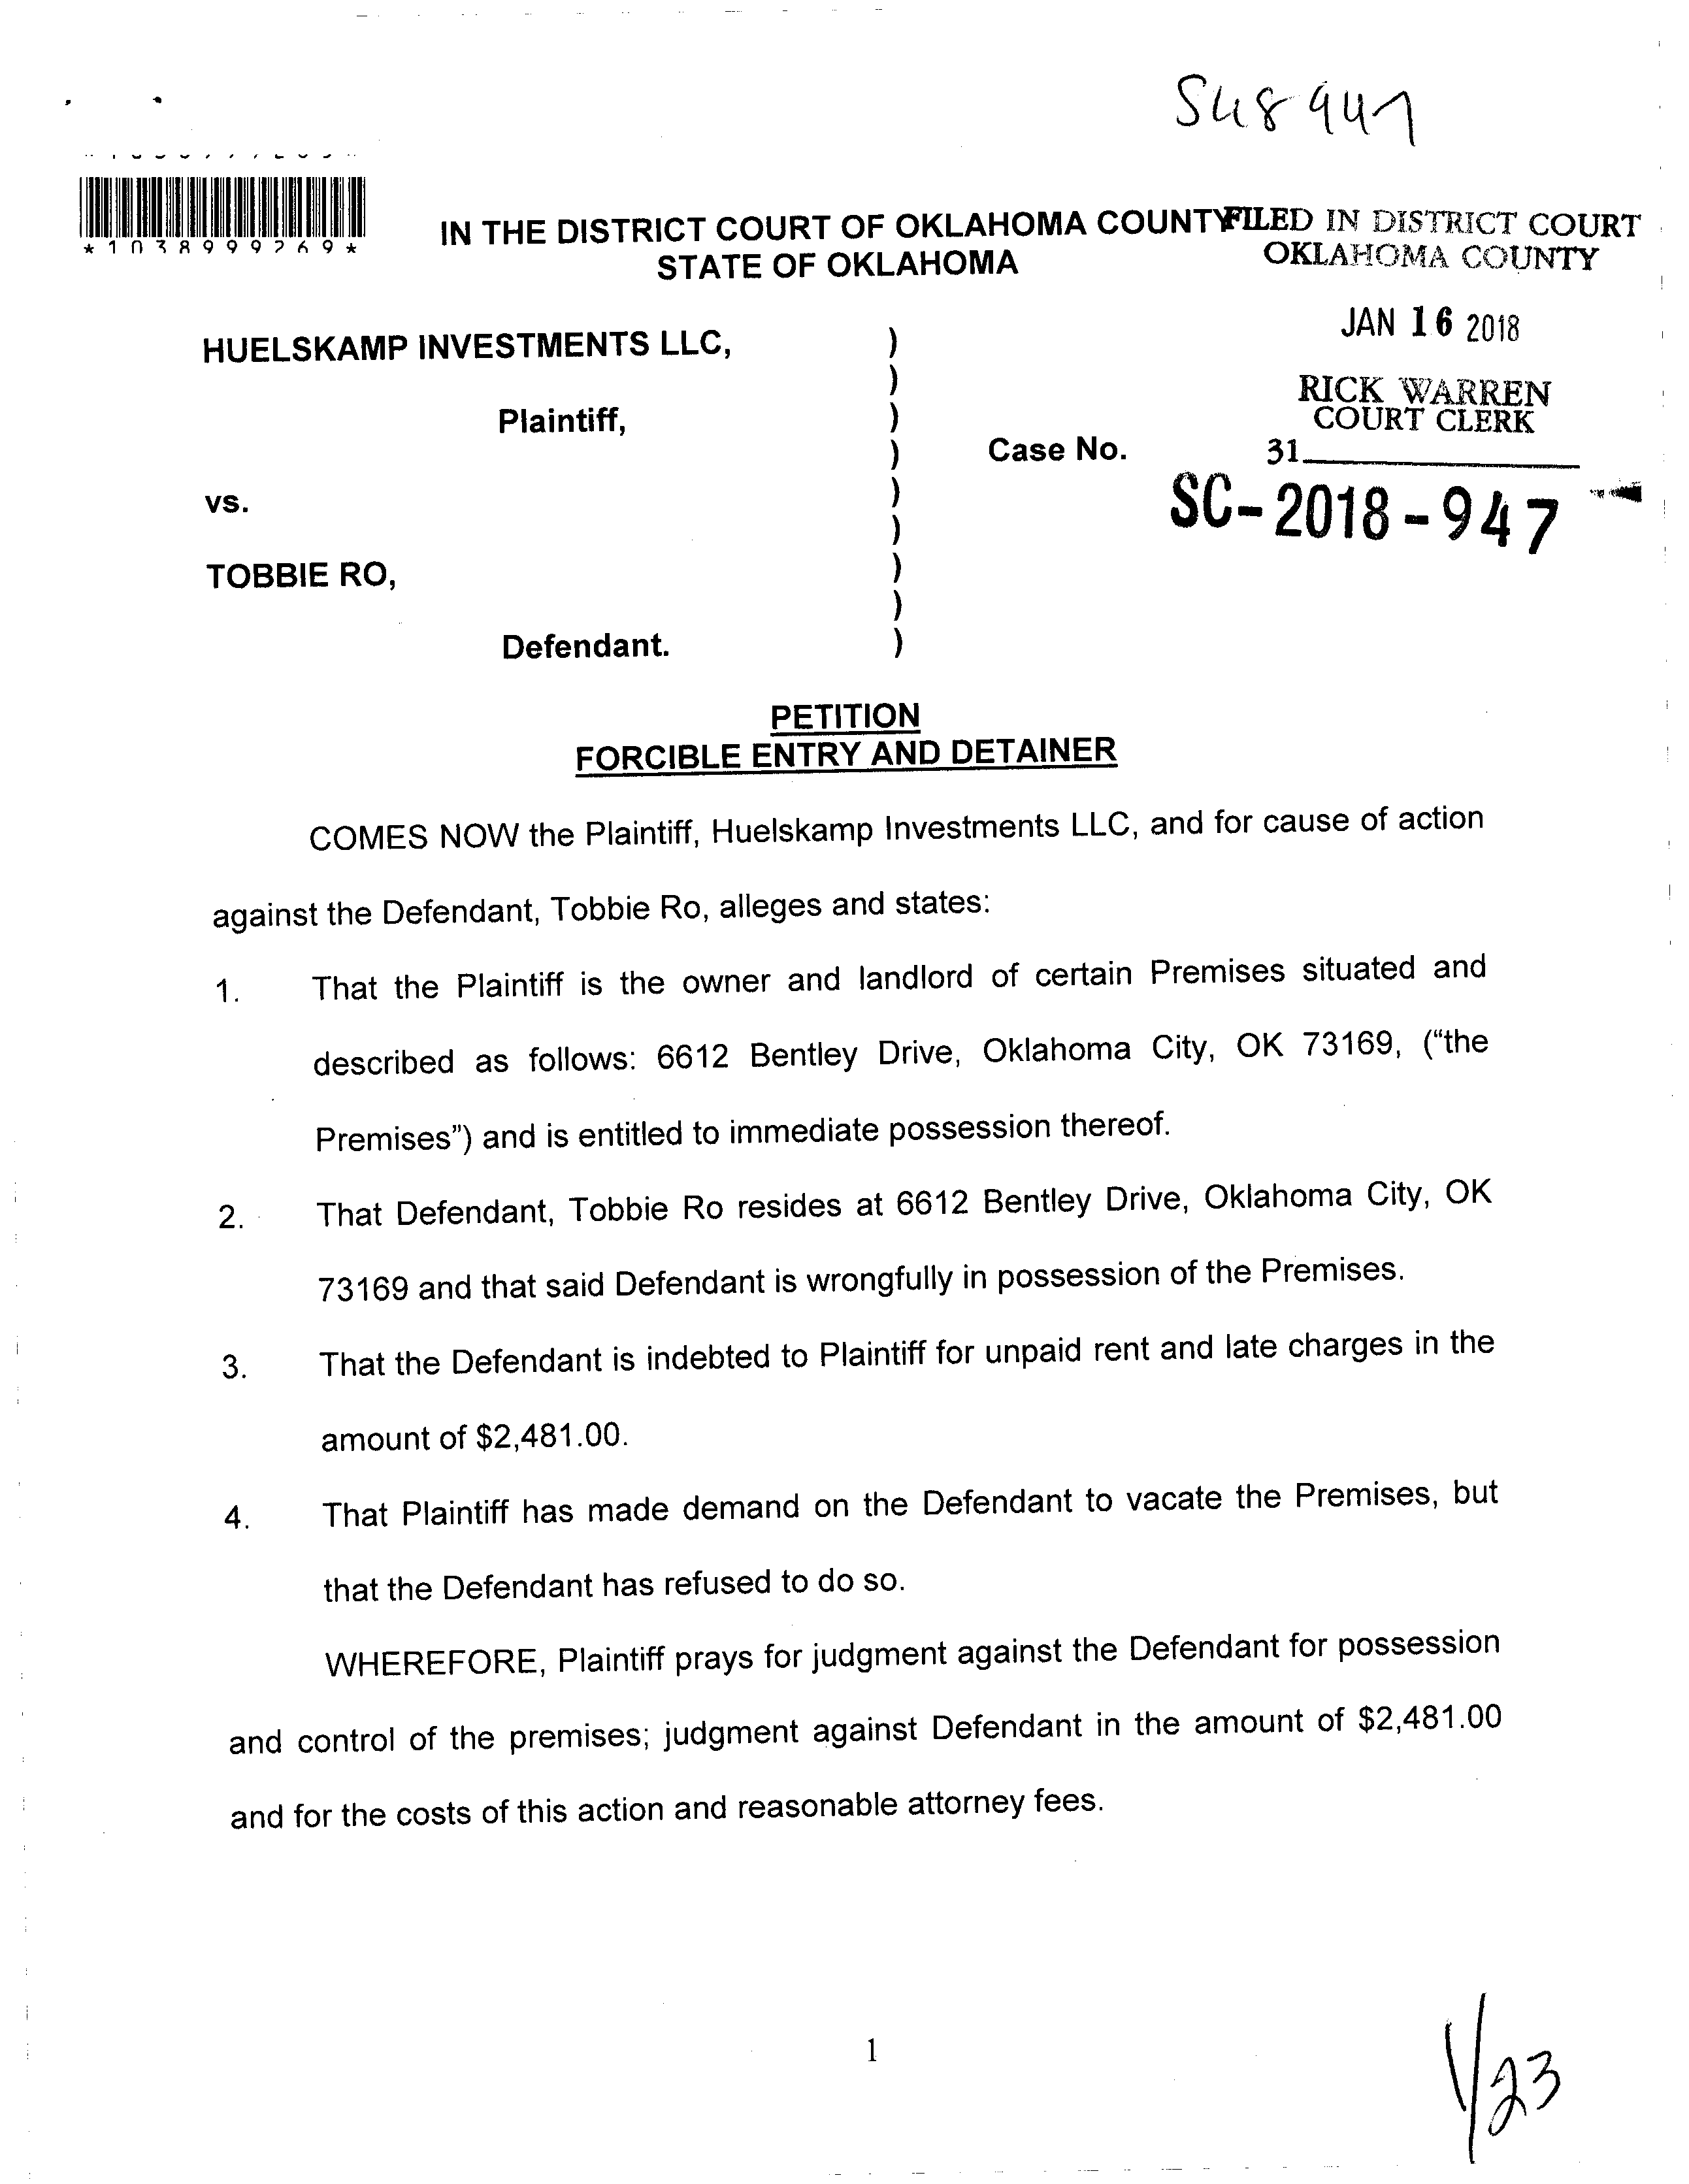 *1038999269*
IN THE DISTRICT COURT OF OKLAHOMA COUNTY
STATE OF OKLAHOMA
FILED IN DISTRICT COURT
OKLAHOMA COUNTY
JAN 16 2018
RICK WARREN
COURT CLERK
31
HUELSKAMP INVESTMENTS LLC, )
)
Plaintiff, )
) Case No.
SC-2018-947
vs. )
)
TOBBIE RO, )
)
Defendant. )
PETITION
FORCIBLE ENTRY AND DETAINER
COMES NOW the Plaintiff, Huelskamp Investments LLC, and for cause of action
against the Defendant, Tobbie Ro, alleges and states:
1. That the Plaintiff is the owner and landlord of certain Premises situated and
described as follows: 6612 Bentley Drive, Oklahoma City, OK 73169, (“the
Premises”) and is entitled to immediate possession thereof.
2. That Defendant, Tobbie Ro resides at 6612 Bentley Drive, Oklahoma City, OK
73169 and that said Defendant is wrongfully in possession of the Premises.
3. That the Defendant is indebted to Plaintiff for unpaid rent and late charges in the
amount of $2,481.00.
4. That Plaintiff has made demand on the Defendant to vacate the Premises, but
that the Defendant has refused to do so.
WHEREFORE, Plaintiff prays for judgment against the Defendant for possession
and control of the premises; judgment against Defendant in the amount of $2,481.00
and for the costs of this action and reasonable attorney fees.
1
1/23